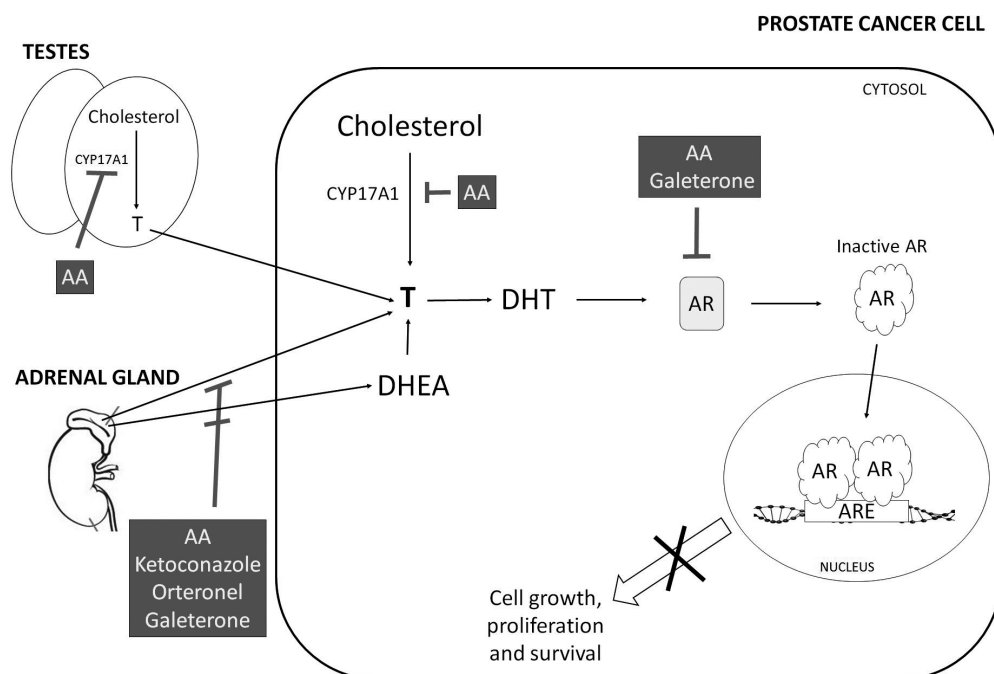 PROSTATE CANCER CELL
TESTES
CYTOSOL
Cholesterol
CYP17A1
T
AA
Cholesterol
CYP17A1
AA
AA
Galeterone
Inactive AR
T
DHT
AR
AR
ADRENAL GLAND
DHEA
AR
AR
ARE
NUCLEUS
AA
Ketoconazole
Orteronel
Galeterone
Cell growth,
proliferation
and survival